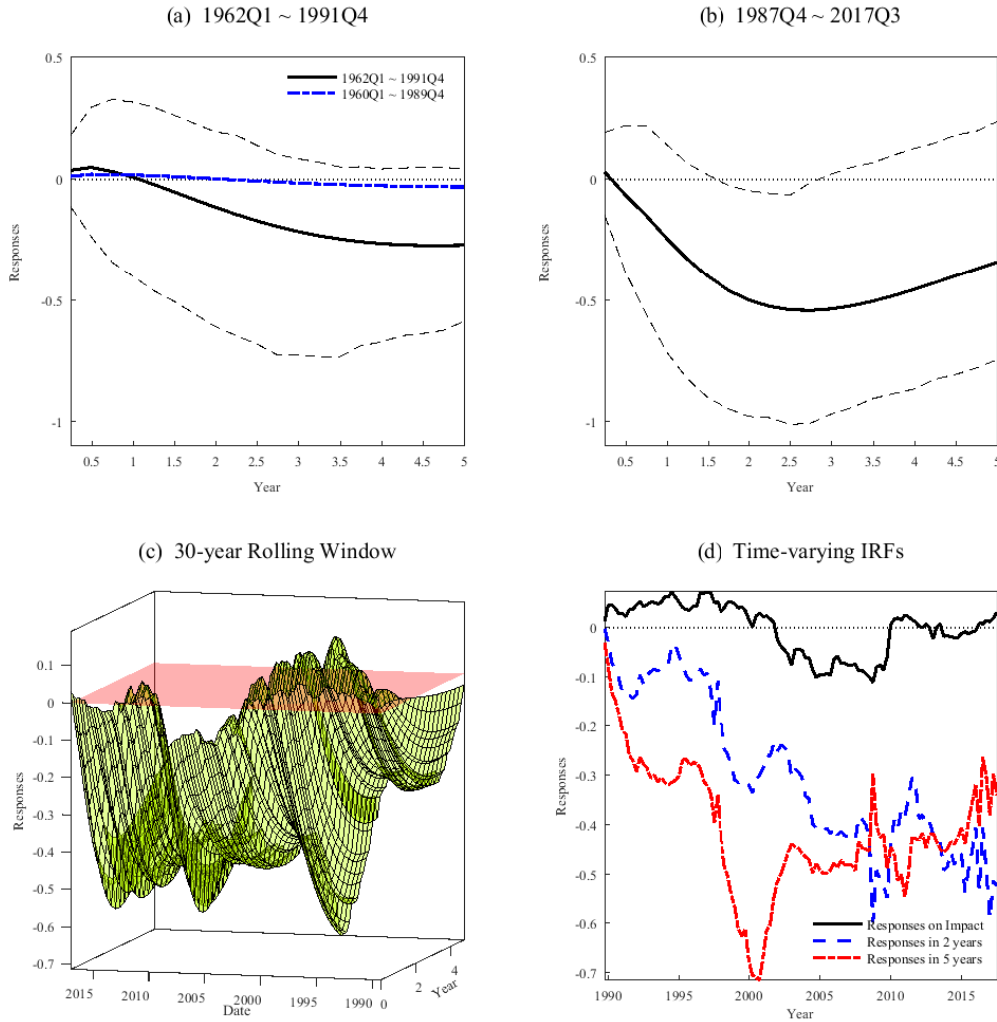 (a) 1962Q1 ~ 1991Q4
0.5
0
-0.5
-1
Responses
1962Q1 ~ 1991Q4
1960Q1 ~ 1989Q4
0.5 1 1.5 2 2.5 3 3.5 4 4.5 5
Year
(b) 1987Q4 ~ 2017Q3
0.5
0
-0.5
-1
Responses
0.5 1 1.5 2 2.5 3 3.5 4 4.5 5
Year
(c) 30-year Rolling Window
0.1
0
-0.1
-0.2
-0.3
-0.4
-0.5
-0.6
-0.7
Responses
2015 2010 2005 2000 1995 1990
Date
0 2 4
Year
(d) Time-varying IRFs
0
-0.1
-0.2
-0.3
-0.4
-0.5
-0.6
-0.7
Responses
Responses on Impact
Responses in 2 years
Responses in 5 years
1990 1995 2000 2005 2010 2015
Year